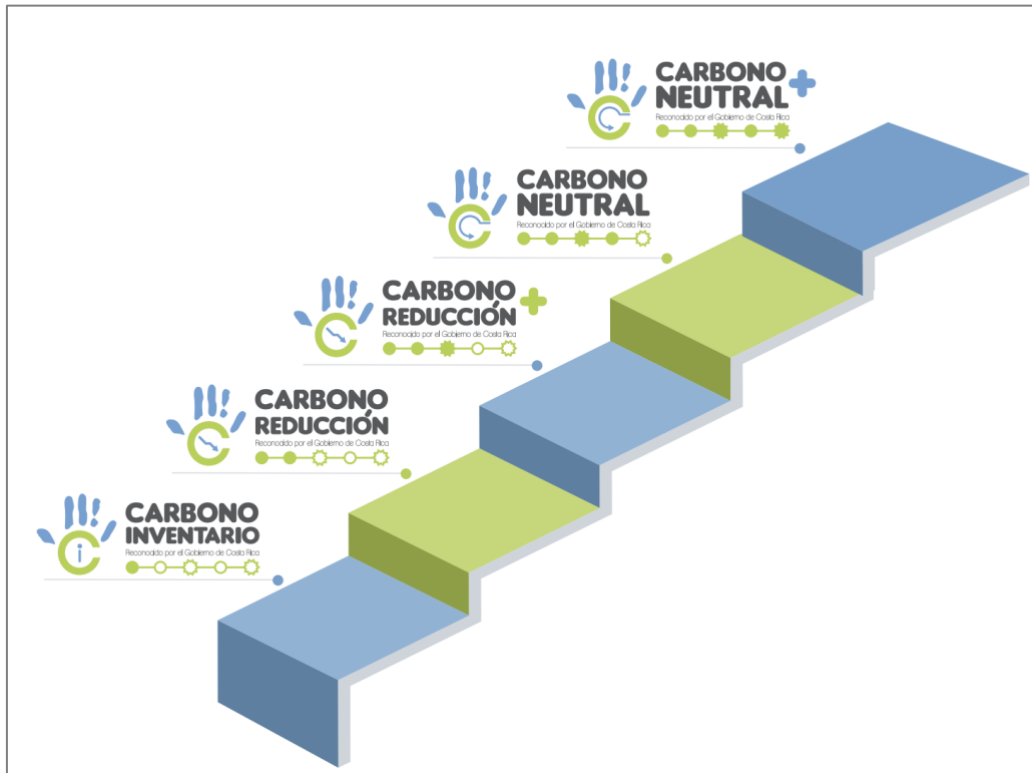 CARBONO
NEUTRAL+
Reconocido por el Gobierno de Costa Rica
CARBONO
NEUTRAL
Reconocido por el Gobierno de Costa Rica
CARBONO
REDUCCIÓN+
Reconocido por el Gobierno de Costa Rica
CARBONO
REDUCCIÓN
Reconocido por el Gobierno de Costa Rica
i
CARBONO
INVENTARIO
Reconocido por el Gobierno de Costa Rica